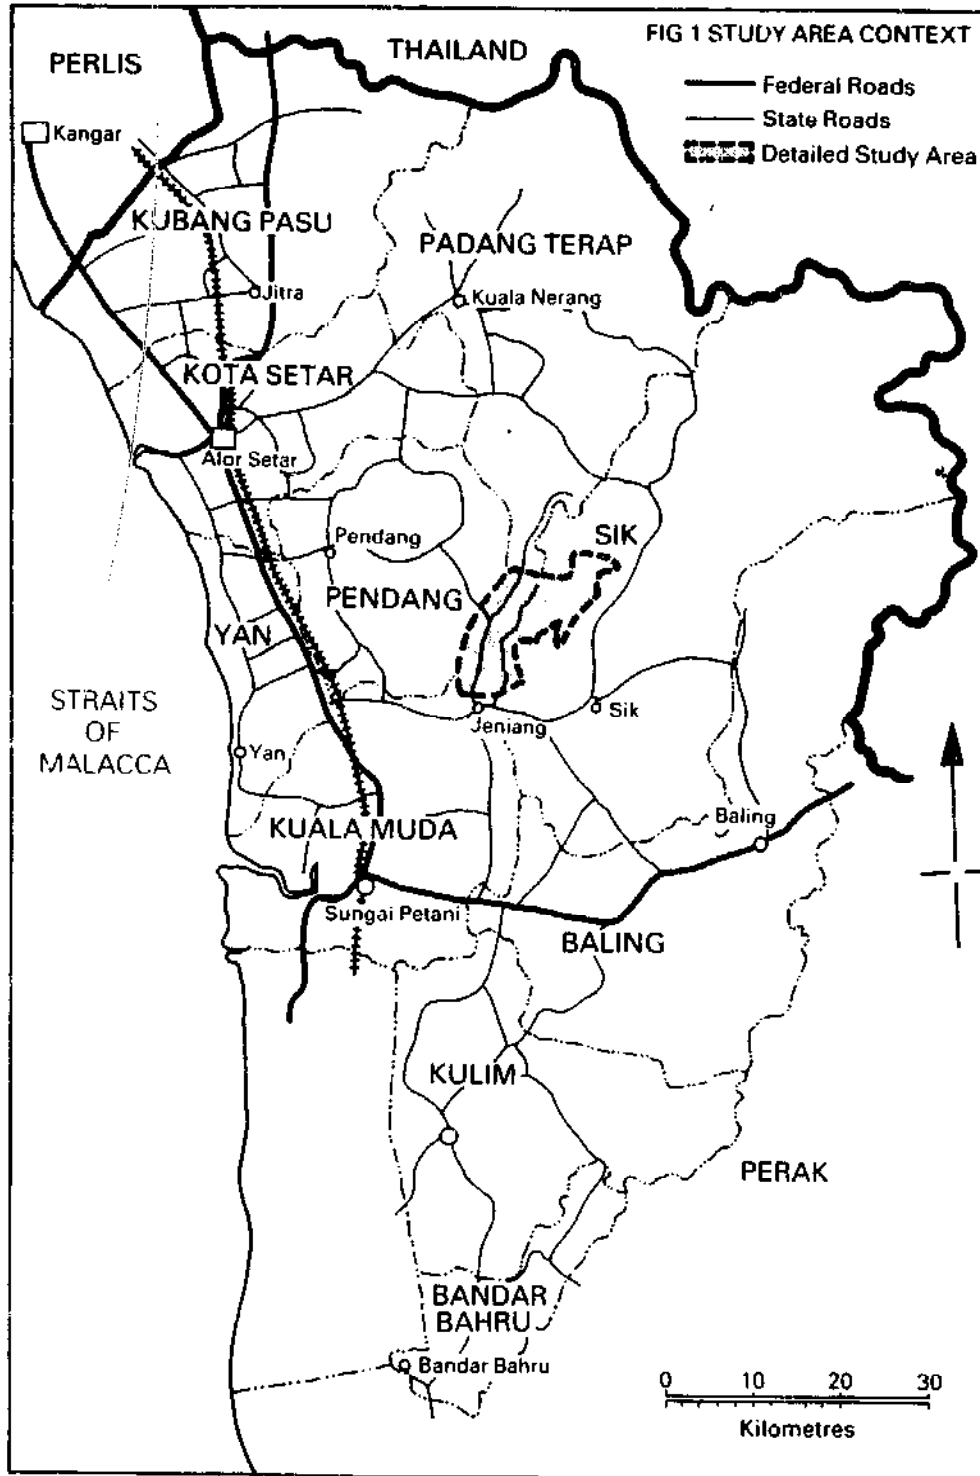 FIG 1 STUDY AREA CONTEXT
Federal Roads
State Roads
Detailed Study Area
PERLIS
THAILAND
Kangar
KUBANG PASU
PADANG TERAP
Jitra
Kuala Nerang
KOTA SETAR
Alor Setar
Pendang
SIK
PENDANG
YAN
STRAITS
OF
MALACCA
Jeniang
Sik
Yan
KUALA MUDA
Baling
Sungai Petani
BALING
KULIM
PERAK
BANDAR
BAHRU
Bandar Bahru
0 10 20 30
Kilometres